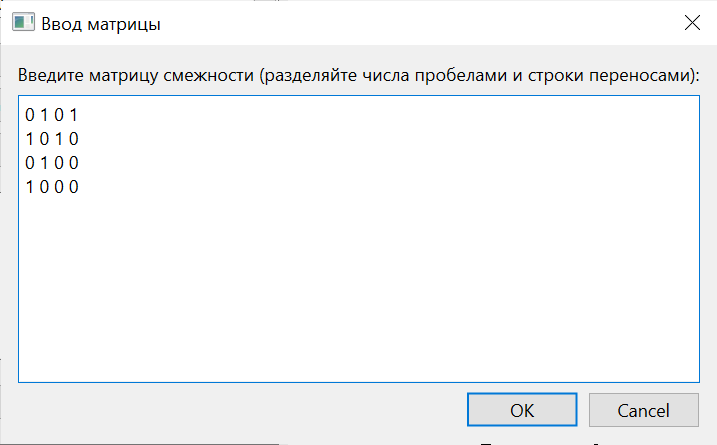 Ввод матрицы
Введите матрицу смежности (разделяйте числа пробелами и строки переносами):
0 1 0 1
1 0 1 0
0 1 0 0
1 0 0 0
OK Cancel